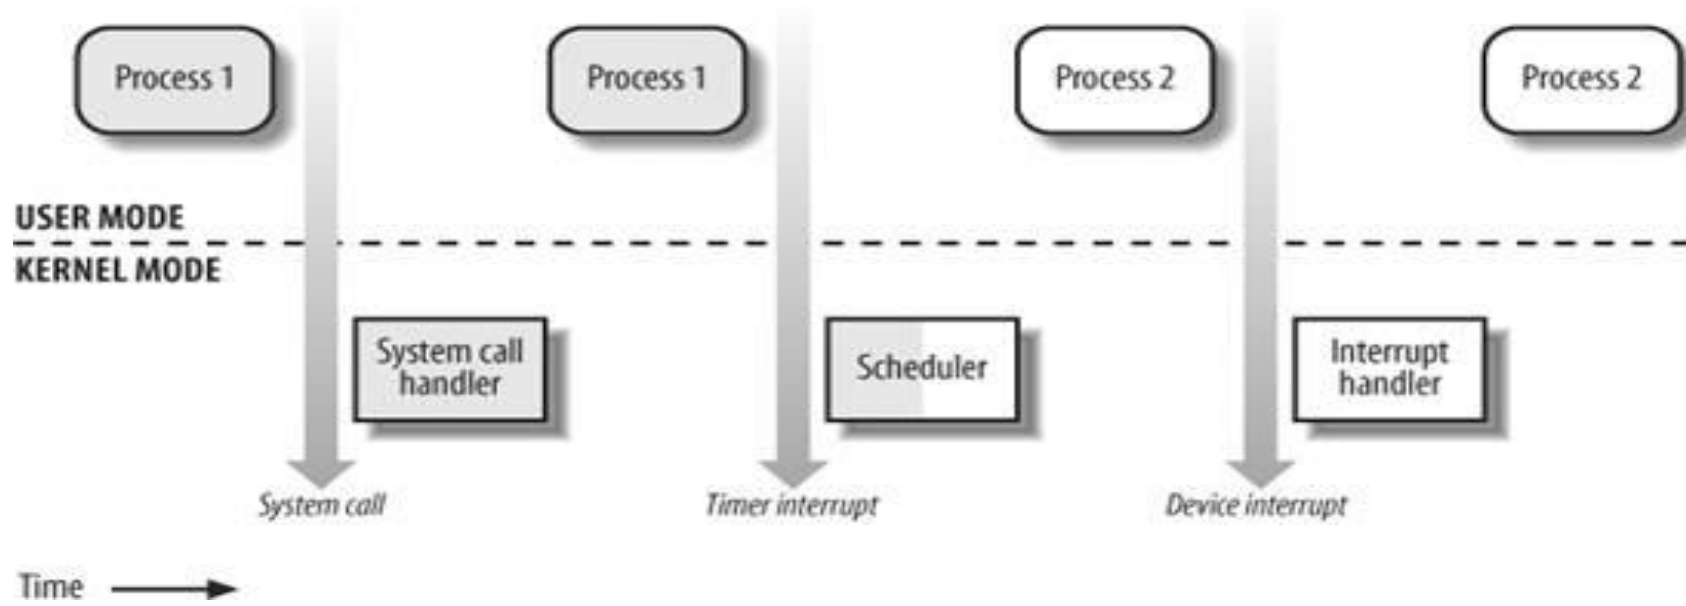 Process 1
Process 1
Process 2
Process 2
USER MODE
KERNEL MODE
System call
handler
Scheduler
Interrupt
handler
System call
Timer interrupt
Device interrupt
Time